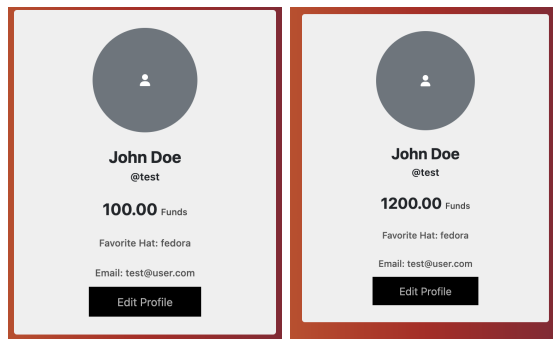 John Doe
@test
100.00 Funds
Favorite Hat: fedora
Email: test@user.com
Edit Profile
John Doe
@test
1200.00 Funds
Favorite Hat: fedora
Email: test@user.com
Edit Profile